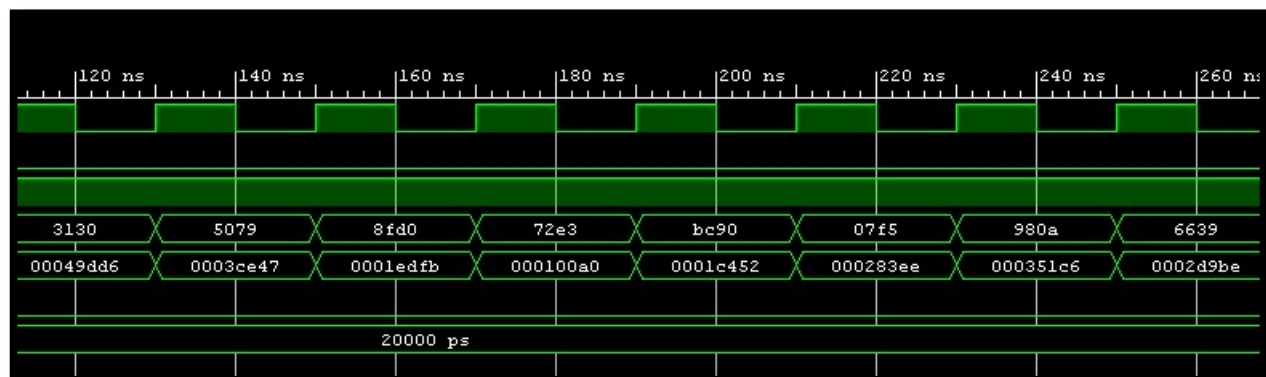 120 ns 140 ns 160 ns 180 ns 200 ns 220 ns 240 ns 260 ns
3130 5079 8fd0 72e3 bc90 07f5 980a 6639
00049dd6 0003ce47 0001edfb 000100a0 0001c452 000283ee 000351c6 0002d9be
20000 ps